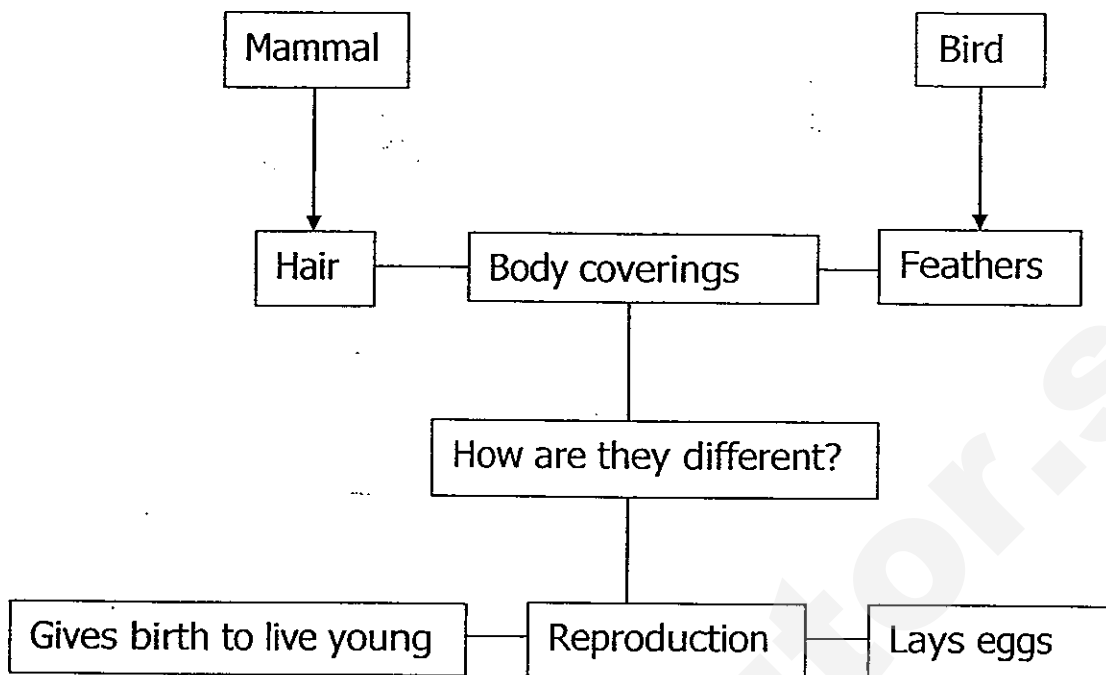 Mammal
Bird
Hair
Body coverings
Feathers
How are they different?
Gives birth to live young
Reproduction
Lays eggs